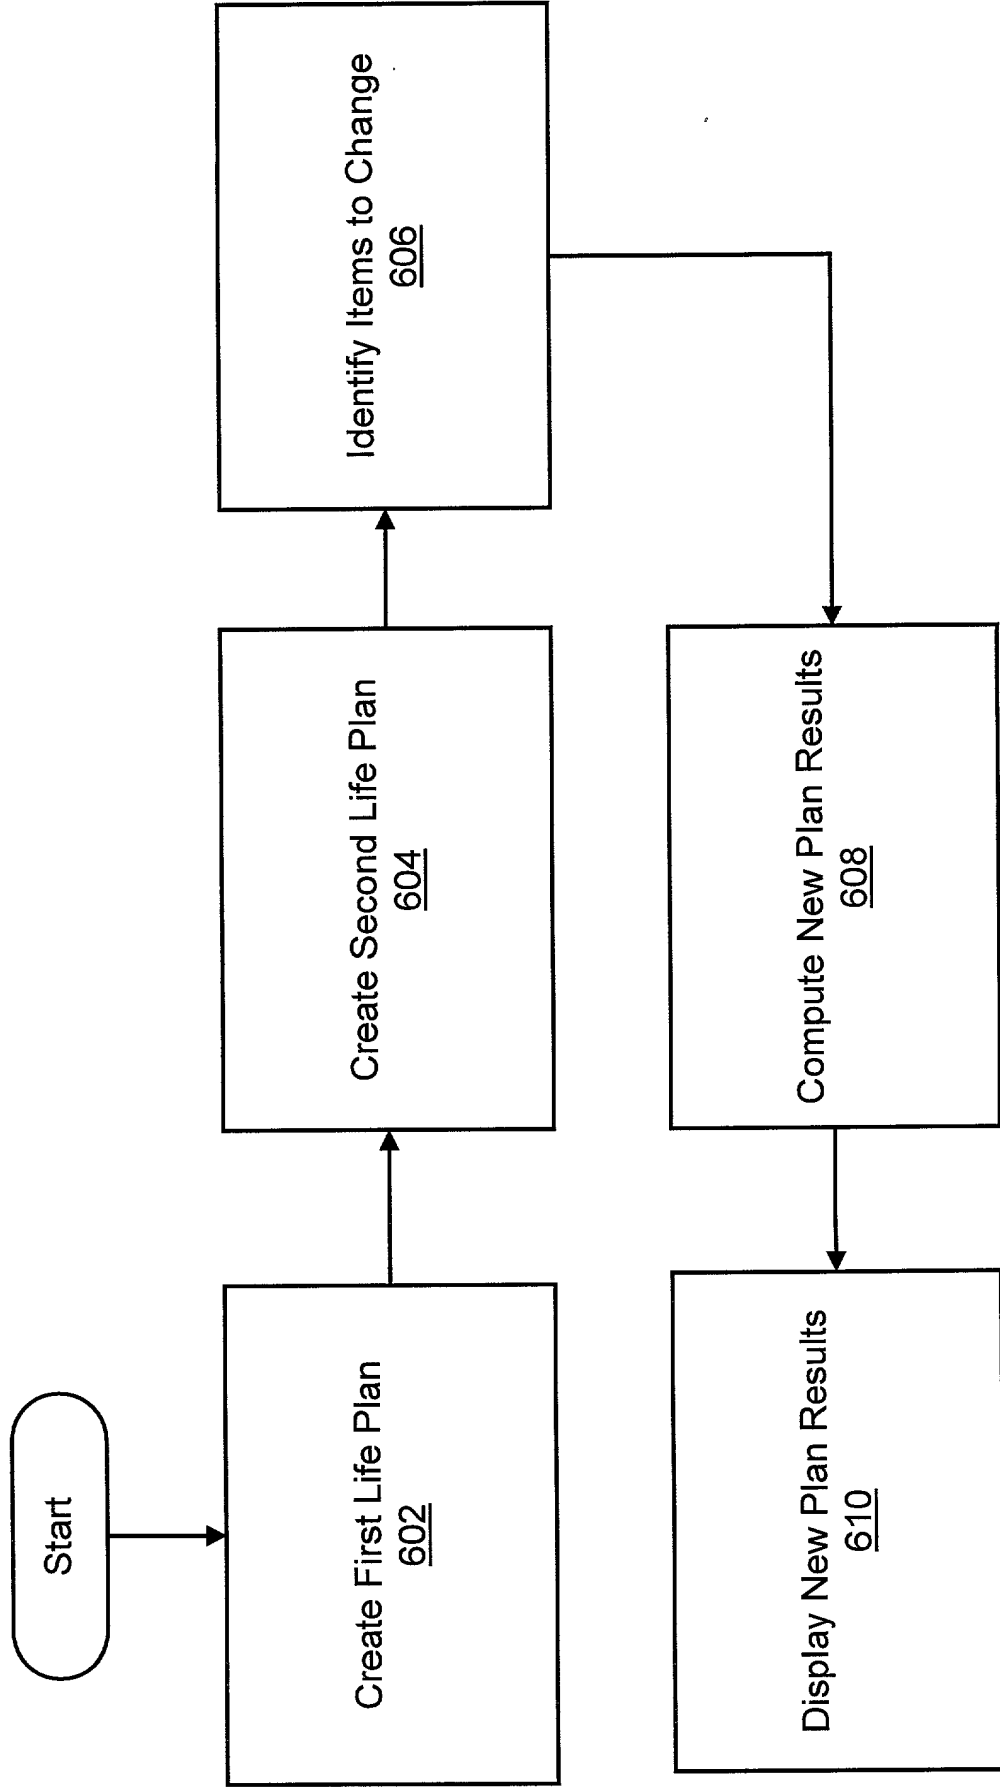 Start
Create First Life Plan
602
Create Second Life Plan
604
Identify Items to Change
606
Compute New Plan Results
608
Display New Plan Results
610